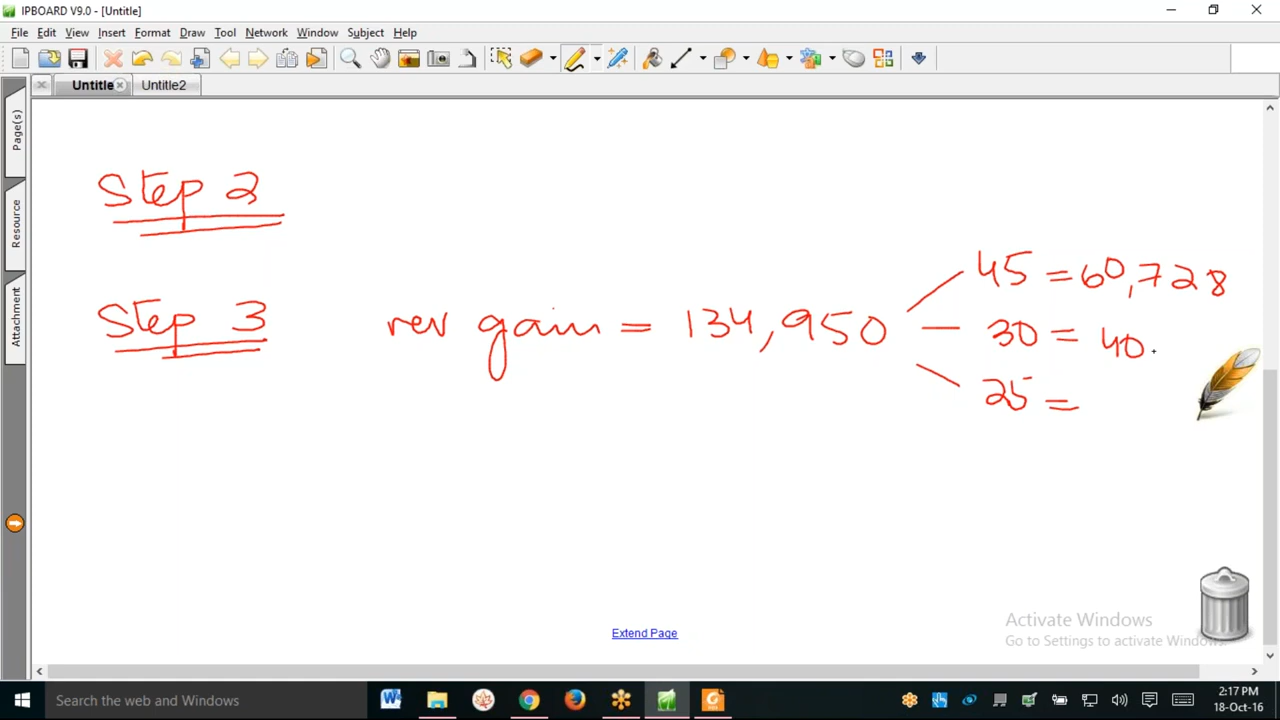 IPBOARD V9.0 - [Untitle]
File Edit View Insert Format Draw Tool Network Window Subject Help
Untitle Untitle2
Page(s)
Resource
Attachment
Step 2
Step 3 rev gain = 134,950
45 = 60,728
30 = 40.
25 =
Extend Page
Activate Windows
Go to Settings to activate Windows.
Search the web and Windows
2:17 PM
18-Oct-16